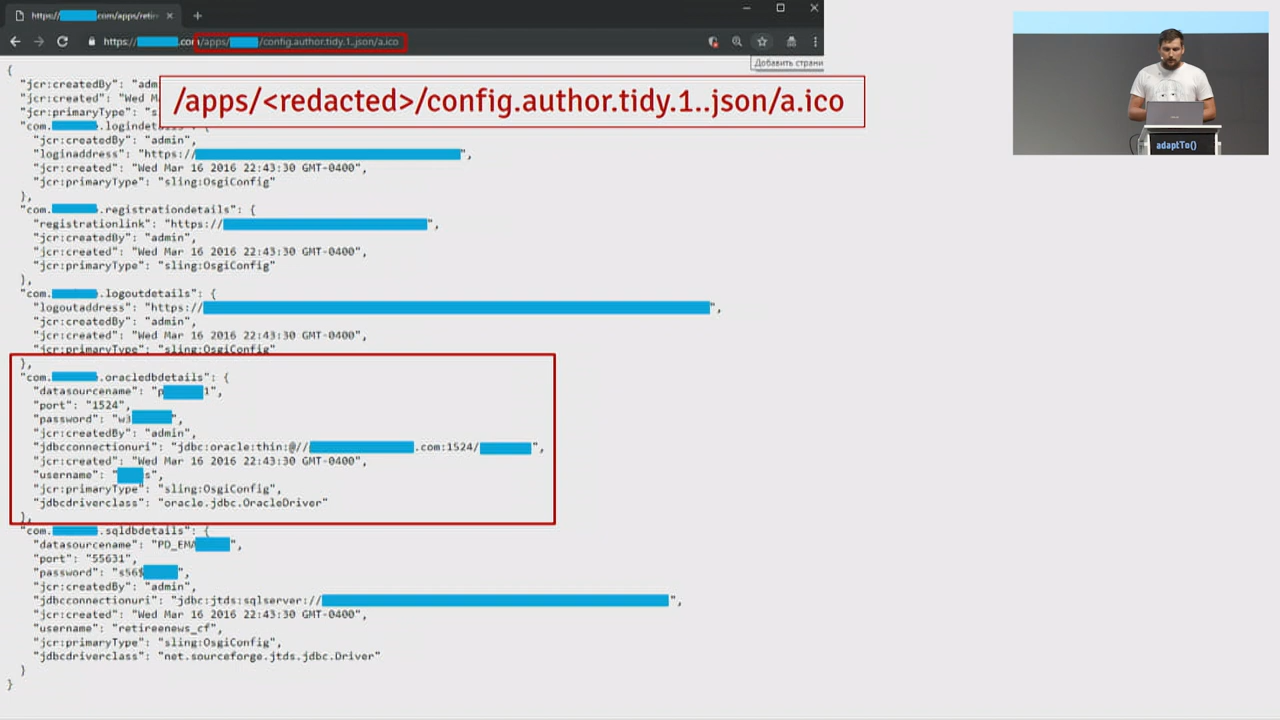 https:// .com/apps/retire
https:// .com/apps/ /config.author.tidy.1..json/a.ico
Добавить страни
{
"jcr:createdBy": "adm
"jcr:created": "Wed M
"jcr:primaryType": "s
/apps/<redacted>/config.author.tidy.1..json/a.ico
"com. .logindetails": {
"jcr:createdBy": "admin",
"loginaddress": "https:// ",
"jcr:created": "Wed Mar 16 2016 22:43:30 GMT-0400",
"jcr:primaryType": "sling:OsgiConfig"
},
"com. .registrationdetails": {
"registrationlink": "https:// ",
"jcr:createdBy": "admin",
"jcr:created": "Wed Mar 16 2016 22:43:30 GMT-0400",
"jcr:primaryType": "sling:OsgiConfig"
},
"com. .logoutdetails": {
"logoutaddress": "https:// ",
"jcr:createdBy": "admin",
"jcr:created": "Wed Mar 16 2016 22:43:30 GMT-0400",
"jcr:primaryType": "sling:OsgiConfig"
},
"com. .oracledbdetails": {
"datasourcename": "p 1",
"port": "1524",
"password": "w3 ",
"jcr:createdBy": "admin",
"jdbcconnectionuri": "jdbc:oracle:thin:@// .com:1524/ ",
"jcr:created": "Wed Mar 16 2016 22:43:30 GMT-0400",
"username": " s",
"jcr:primaryType": "sling:OsgiConfig",
"jdbcdriverclass": "oracle.jdbc.OracleDriver"
},
"com. .sqldbdetails": {
"datasourcename": "PD_EMA ",
"port": "55631",
"password": "s56$ ",
"jcr:createdBy": "admin",
"jdbcconnectionuri": "jdbc:jtds:sqlserver:// ",
"jcr:created": "Wed Mar 16 2016 22:43:30 GMT-0400",
"username": "retireenews_cf",
"jcr:primaryType": "sling:OsgiConfig",
"jdbcdriverclass": "net.sourceforge.jtds.jdbc.Driver"
}
}
adaptTo()